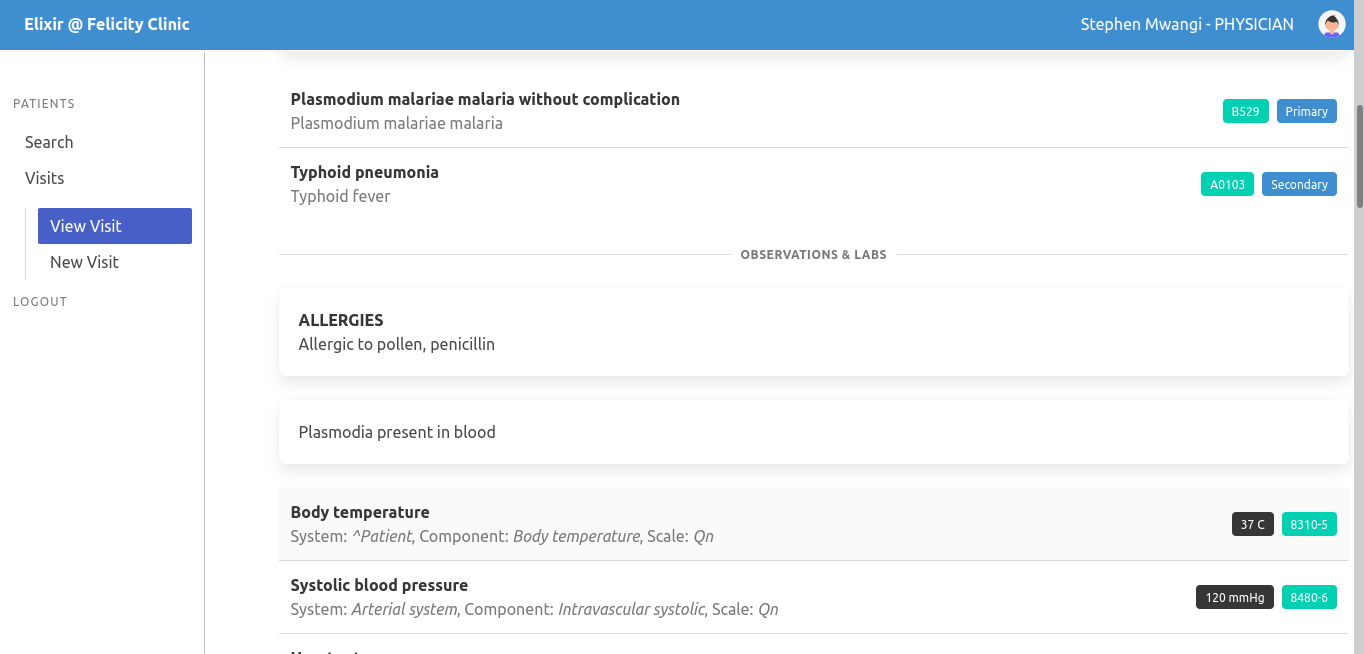 Elixir @ Felicity Clinic
Stephen Mwangi - PHYSICIAN
PATIENTS
Search
Visits
View Visit
New Visit
LOGOUT
Plasmodium malariae malaria without complication
Plasmodium malariae malaria
B529 Primary
Typhoid pneumonia
Typhoid fever
A0103 Secondary
OBSERVATIONS & LABS
ALLERGIES
Allergic to pollen, penicillin
Plasmodia present in blood
Body temperature
System: ^Patient, Component: Body temperature, Scale: Qn
37 C 8310-5
Systolic blood pressure
System: Arterial system, Component: Intravascular systolic, Scale: Qn
120 mmHg 8480-6